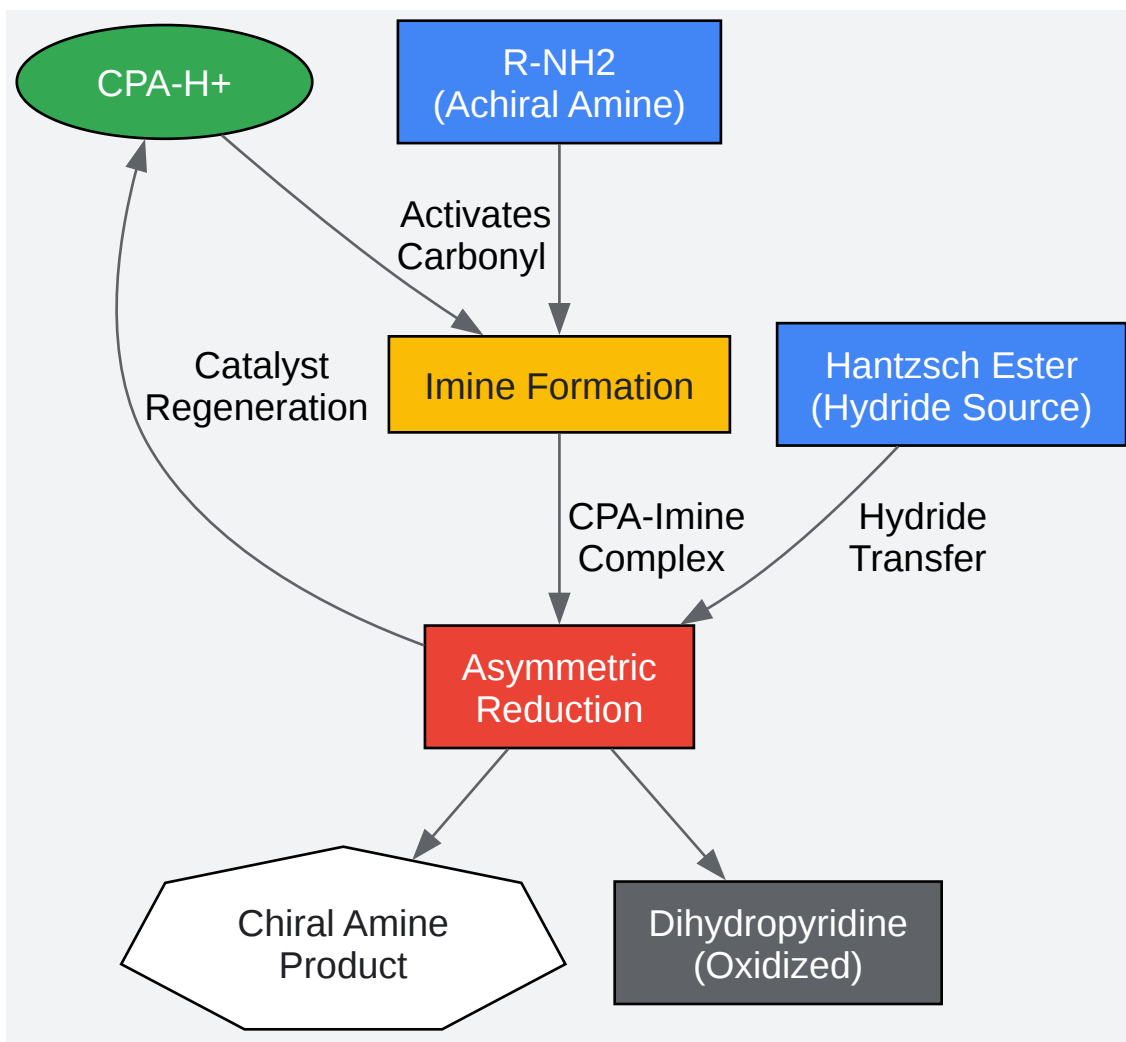 CPA-H+
R-NH2
(Achiral Amine)
Activates
Carbonyl
Catalyst
Regeneration
Imine Formation
Hantzsch Ester
(Hydride Source)
CPA-Imine
Complex
Hydride
Transfer
Asymmetric
Reduction
Chiral Amine
Product
Dihydropyridine
(Oxidized)